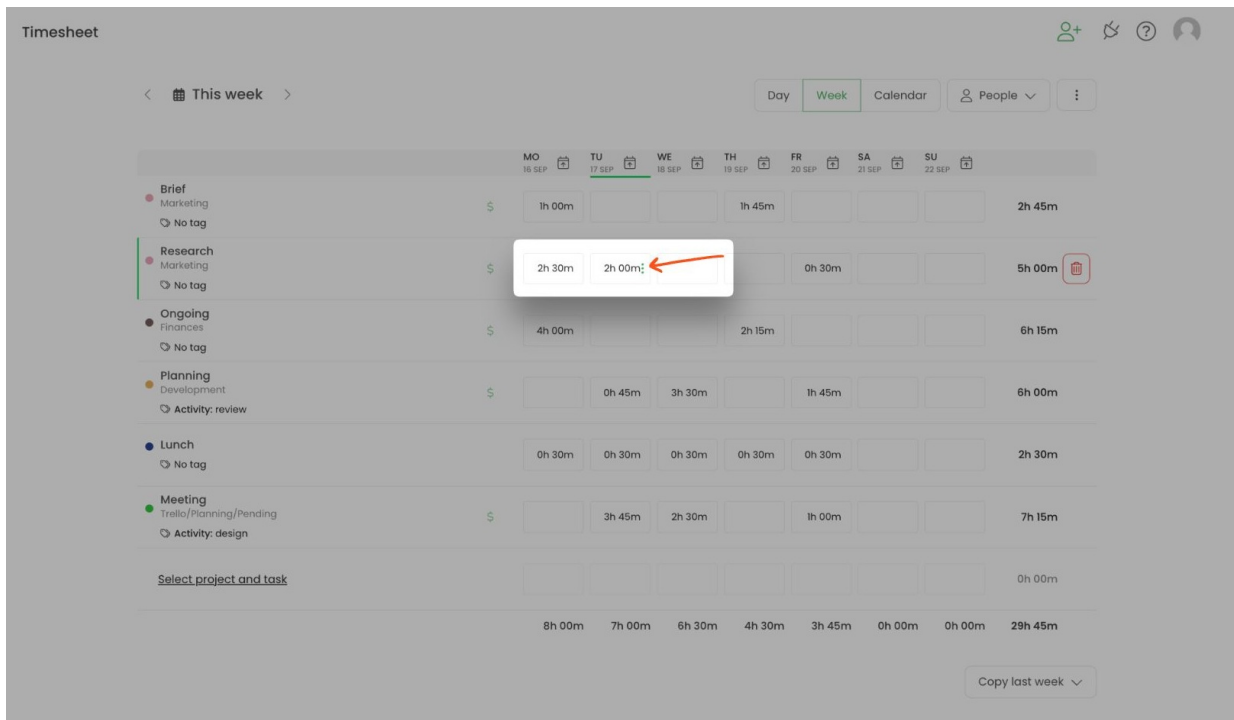 Timesheet
This week
Day Week Calendar People
MO TU WE TH FR SA SU
16 SEP 17 SEP 18 SEP 19 SEP 20 SEP 21 SEP 22 SEP
Brief
Marketing
No tag
$ 1h 00m 1h 45m 2h 45m
Research
Marketing
No tag
$ 2h 30m 2h 00m 0h 30m 5h 00m
Ongoing
Finances
No tag
$ 4h 00m 2h 15m 6h 15m
Planning
Development
Activity: review
$ 0h 45m 3h 30m 1h 45m 6h 00m
Lunch
No tag
0h 30m 0h 30m 0h 30m 0h 30m 0h 30m 2h 30m
Meeting
Trello/Planning/Pending
Activity: design
$ 3h 45m 2h 30m 1h 00m 7h 15m
Select project and task 0h 00m
8h 00m 7h 00m 6h 30m 4h 30m 3h 45m 0h 00m 0h 00m 29h 45m
Copy last week